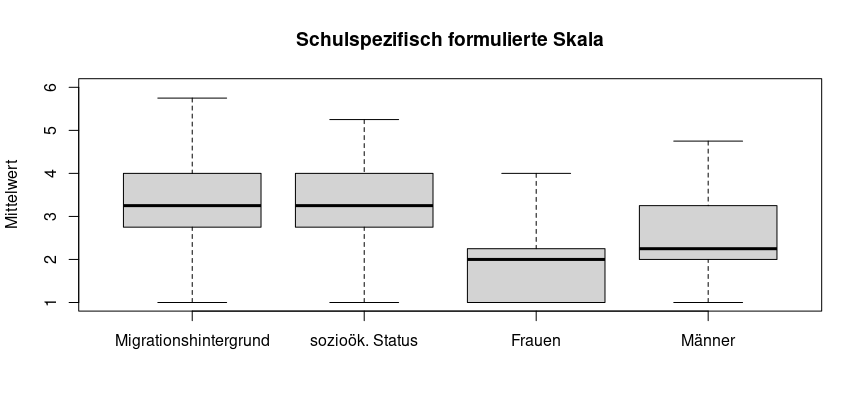 Schulspezifisch formulierte Skala
Mittelwert
6
5
4
3
2
1
Migrationshintergrund sozioök. Status Frauen Männer